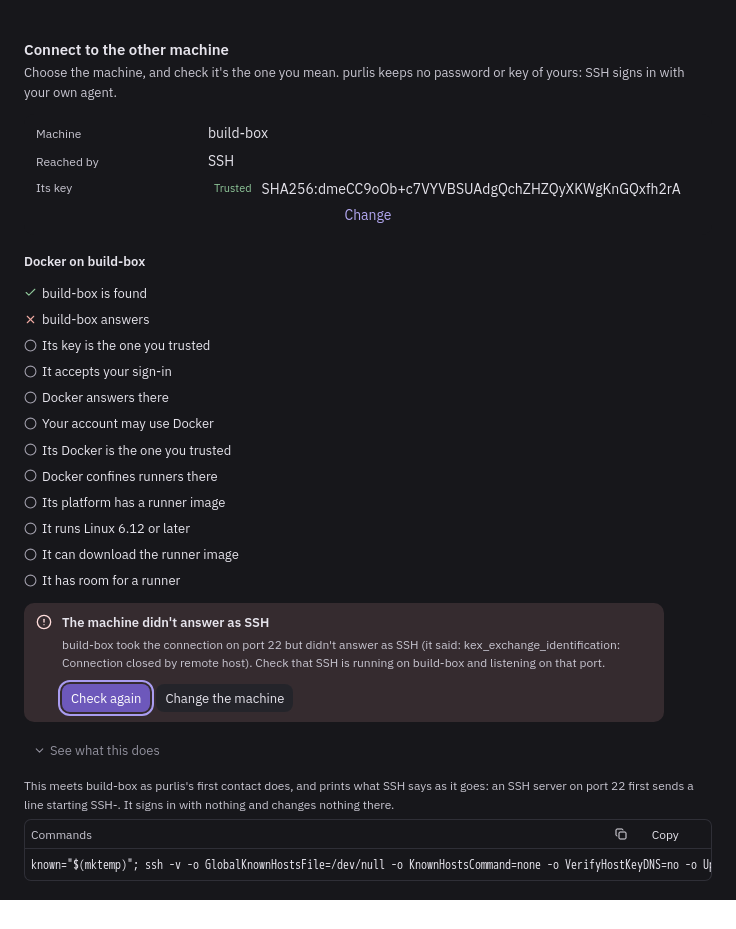 Connect to the other machine
Choose the machine, and check it's the one you mean. purlis keeps no password or key of yours: SSH signs in with
your own agent.
Machine build-box
Reached by SSH
Its key Trusted SHA256:dmeCC9oOb+c7VYVBSUAdgQchZHZQyXKWgKnGQxfh2rA
Change
Docker on build-box
build-box is found
build-box answers
Its key is the one you trusted
It accepts your sign-in
Docker answers there
Your account may use Docker
Its Docker is the one you trusted
Docker confines runners there
Its platform has a runner image
It runs Linux 6.12 or later
It can download the runner image
It has room for a runner
The machine didn't answer as SSH
build-box took the connection on port 22 but didn't answer as SSH (it said: kex_exchange_identification:
Connection closed by remote host). Check that SSH is running on build-box and listening on that port.
Check again Change the machine
See what this does
This meets build-box as purlis's first contact does, and prints what SSH says as it goes: an SSH server on port 22 first sends a
line starting SSH-. It signs in with nothing and changes nothing there.
Commands Copy
known="$(mktemp)"; ssh -v -o GlobalKnownHostsFile=/dev/null -o KnownHostsCommand=none -o VerifyHostKeyDNS=no -o Up